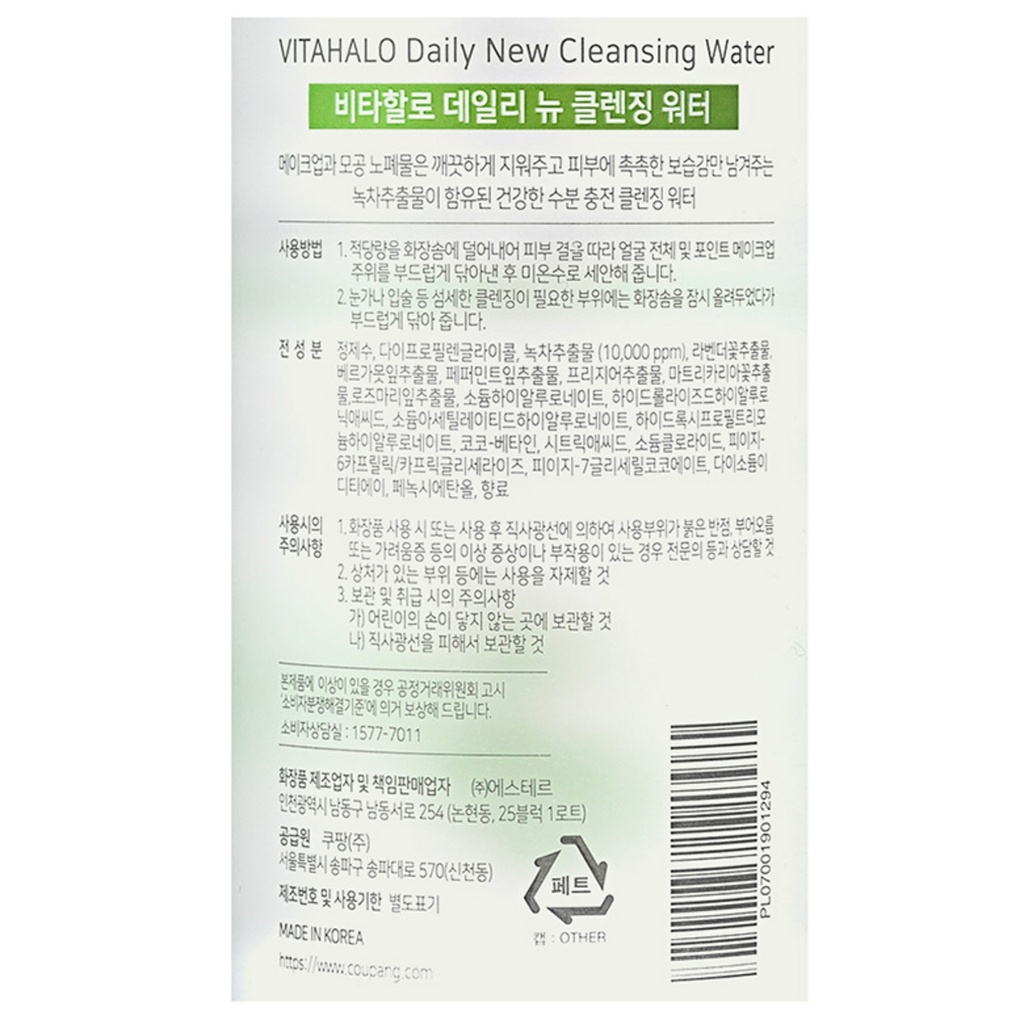 VITAHALO Daily New Cleansing Water
비타할로 데일리 뉴 클렌징 워터
메이크업과 모공 노폐물은 깨끗하게 지워주고 피부에 촉촉한 보습감만 남겨주는
녹차추출물이 함유된 건강한 수분 충전 클렌징 워터
사용방법 1. 적당량을 화장솜에 덜어내어 피부 결을 따라 얼굴 전체 및 포인트 메이크업
주위를 부드럽게 닦아낸 후 미온수로 세안해 줍니다.
2. 눈가나 입술 등 섬세한 클렌징이 필요한 부위에는 화장솜을 잠시 올려두었다가
부드럽게 닦아 줍니다.
전 성 분 정제수, 다이프로필렌글라이콜, 녹차추출물 (10,000 ppm), 라벤더꽃추출물,
베르가못잎추출물, 페퍼민트잎추출물, 프리지어추출물, 마트리카리아꽃추출
물,로즈마리잎추출물, 소듐하이알루로네이트, 하이드롤라이즈드하이알루로
닉애씨드, 소듐아세틸레이티드하이알루로네이트, 하이드록시프로필트리모
늄하이알루로네이트, 코코-베타인, 시트릭애씨드, 소듐클로라이드, 피이지-
6카프릴릭/카프릭글리세라이즈, 피이지-7글리세릴코코에이트, 다이소듐이
디티에이, 페녹시에탄올, 향료
사용시의 1. 화장품 사용 시 또는 사용 후 직사광선에 의하여 사용부위가 붉은 반점, 부어오름
주의사항 또는 가려움증 등의 이상 증상이나 부작용이 있는 경우 전문의 등과 상담할 것
2. 상처가 있는 부위 등에는 사용을 자제할 것
3. 보관 및 취급 시의 주의사항
가) 어린이의 손이 닿지 않는 곳에 보관할 것
나) 직사광선을 피해서 보관할 것
본제품에 이상이 있을 경우 공정거래위원회 고시
'소비자분쟁해결기준'에 의거 보상해 드립니다.
소비자상담실 : 1577-7011
화장품 제조업자 및 책임판매업자 (주)에스테르
인천광역시 남동구 남동서로 254 (논현동, 25블럭 1로트)
공급원 쿠팡(주)
서울특별시 송파구 송파대로 570(신천동)
제조번호 및 사용기한 별도표기
MADE IN KOREA
https://www.coupang.com
페트
캡 : OTHER
PL07001901294